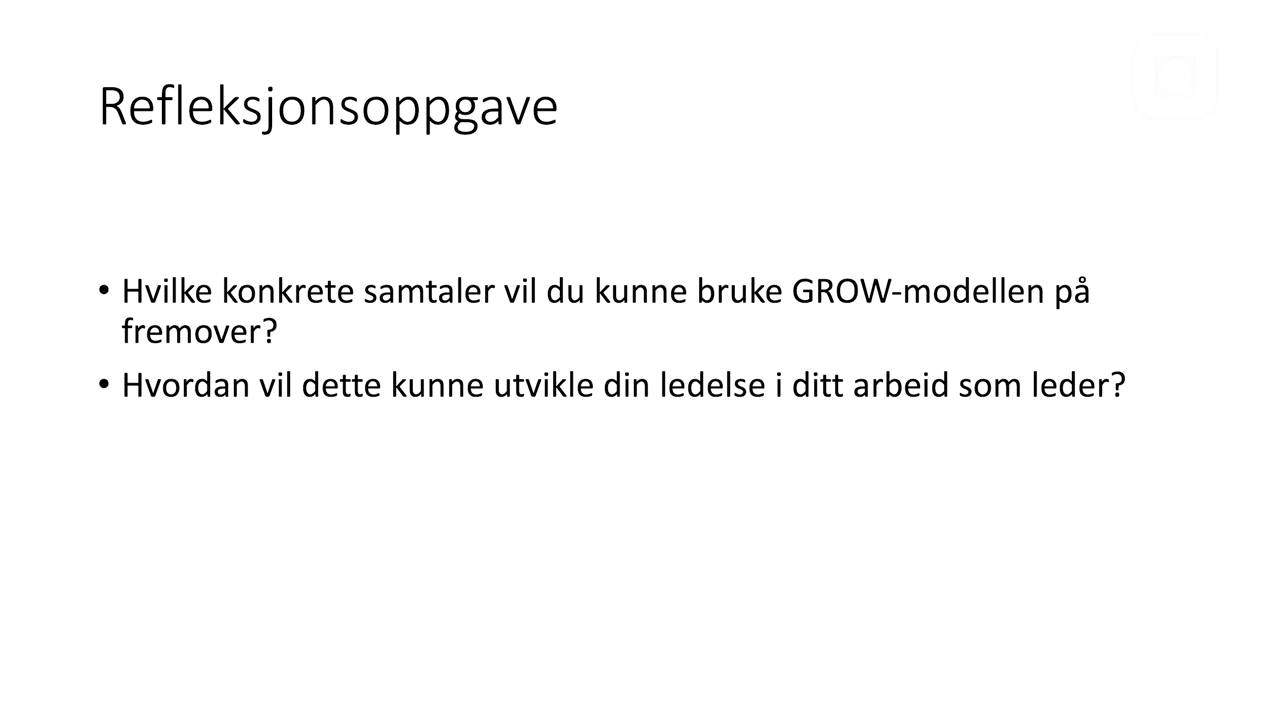 Refleksjonsoppgave
• Hvilke konkrete samtaler vil du kunne bruke GROW-modellen på
fremover?
• Hvordan vil dette kunne utvikle din ledelse i ditt arbeid som leder?